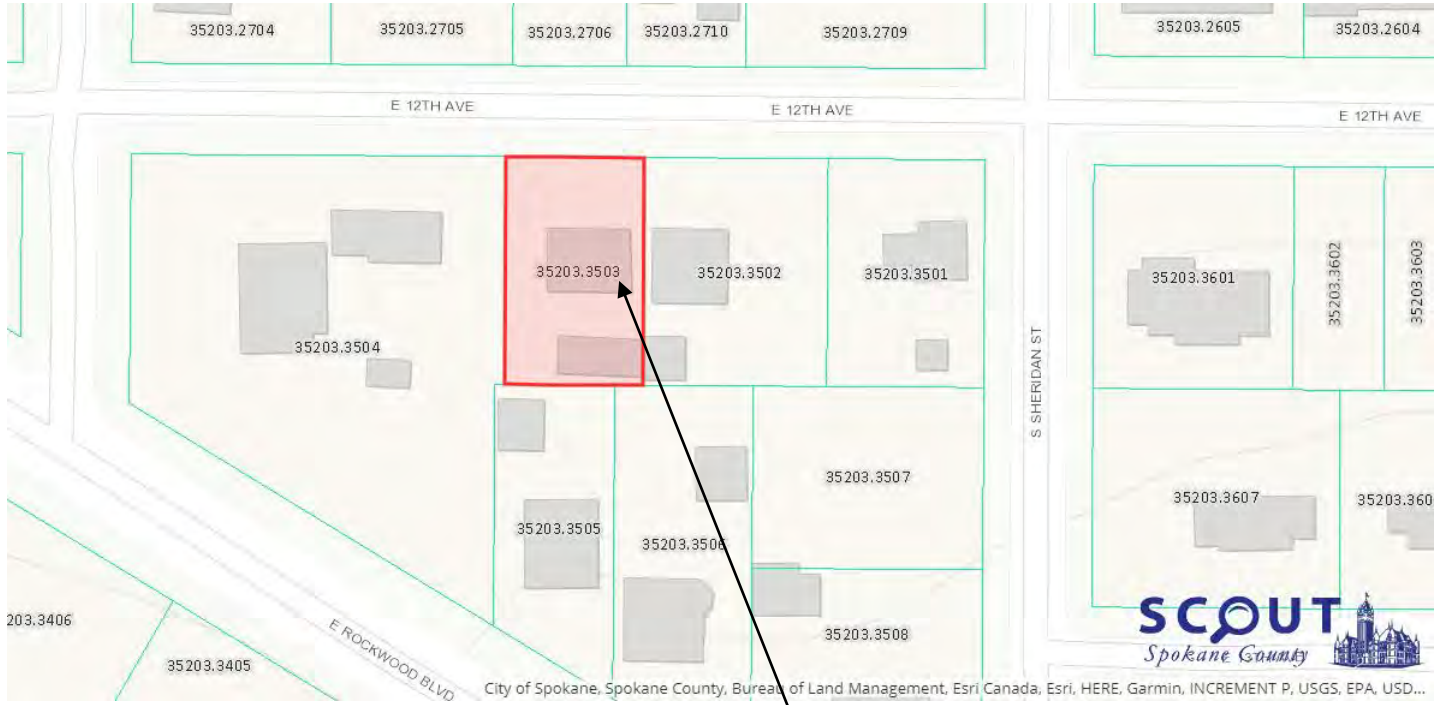 35203.2704
35203.2705
35203.2706
35203.2710
35203.2709
35203.2605
35203.2604
E 12TH AVE
E 12TH AVE
E 12TH AVE
35203.3503
35203.3502
35203.3501
35203.3601
35203.3602
35203.3603
35203.3504
S SHERIDAN ST
35203.3507
35203.3505
35203.3506
35203.3607
35203.360
203.3406
35203.3405
35203.3508
E ROCKWOOD BLVD
SCOUT
Spokane County
City of Spokane, Spokane County, Bureau of Land Management, Esri Canada, Esri, HERE, Garmin, INCREMENT P, USGS, EPA, USD...